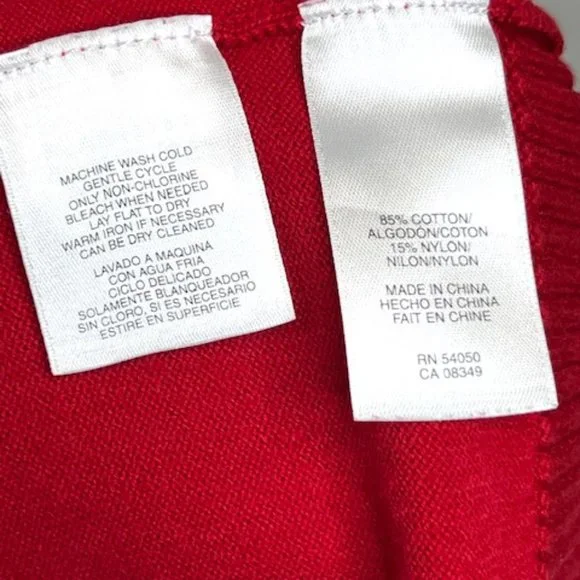 MACHINE WASH COLD
GENTLE CYCLE
ONLY NON-CHLORINE
BLEACH WHEN NEEDED
LAY FLAT TO DRY
WARM IRON IF NECESSARY
CAN BE DRY CLEANED
LAVADO A MAQUINA
CON AGUA FRIA
CICLO DELICADO
SOLAMENTE BLANQUEADOR
SIN CLORO, SI ES NECESARIO
ESTIRE EN SUPERFICIE
85% COTTON/
ALGODÓN/COTON
15% NYLON/
NILON/NYLON
MADE IN CHINA
HECHO EN CHINA
FAIT EN CHINE
RN 54050
CA 08349